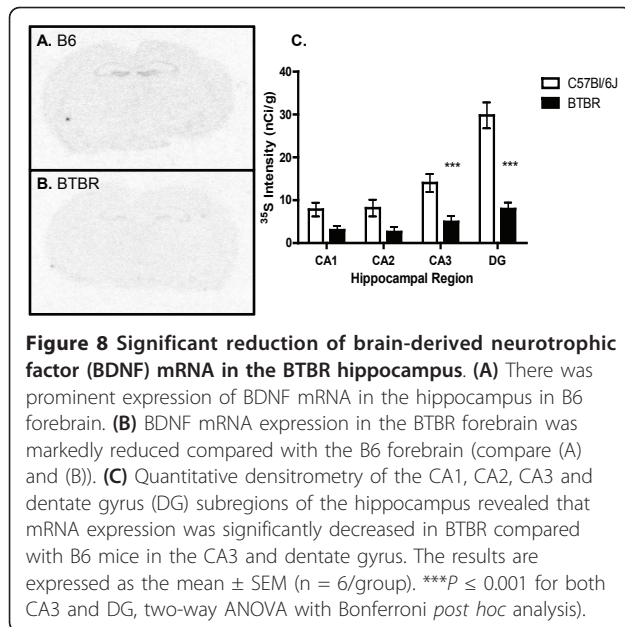 A. B6
B. BTBR
C.
C57Bl/6J
BTBR
40
30
20
10
0
³⁵S Intensity (nCi/g)
***
***
CA1 CA2 CA3 DG
Hippocampal Region
Figure 8 Significant reduction of brain-derived neurotrophic
factor (BDNF) mRNA in the BTBR hippocampus. (A) There was
prominent expression of BDNF mRNA in the hippocampus in B6
forebrain. (B) BDNF mRNA expression in the BTBR forebrain was
markedly reduced compared with the B6 forebrain (compare (A)
and (B)). (C) Quantitative densitrometry of the CA1, CA2, CA3 and
dentate gyrus (DG) subregions of the hippocampus revealed that
mRNA expression was significantly decreased in BTBR compared
with B6 mice in the CA3 and dentate gyrus. The results are
expressed as the mean ± SEM (n = 6/group). ***P ≤ 0.001 for both
CA3 and DG, two-way ANOVA with Bonferroni post hoc analysis).